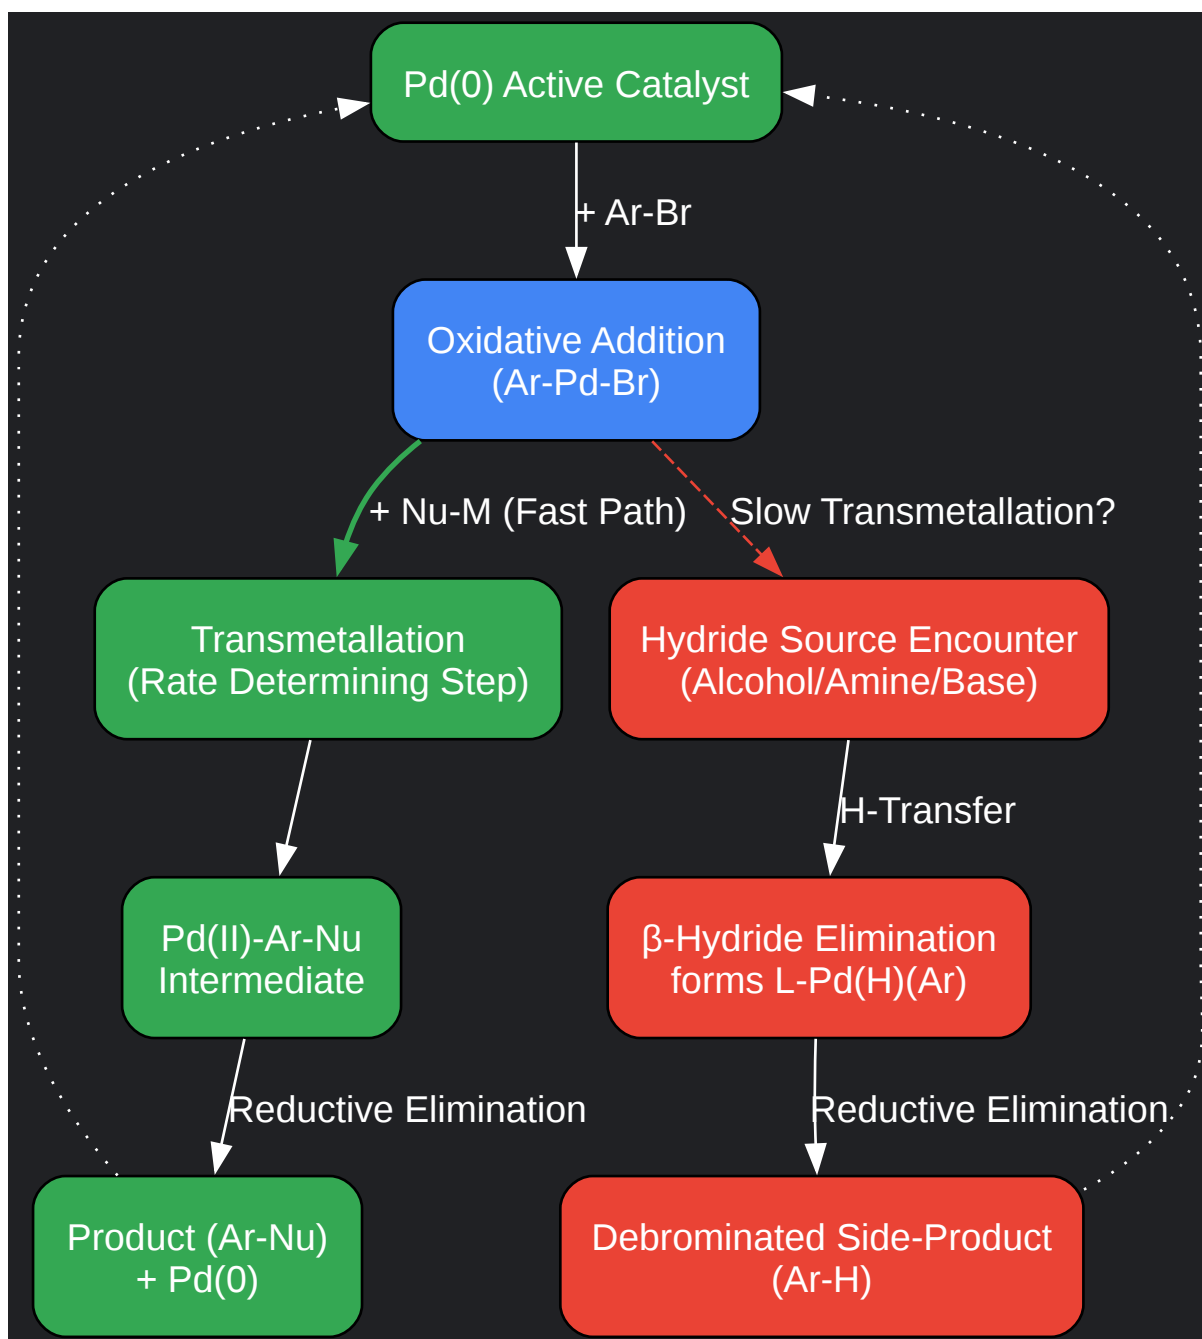 Pd(0) Active Catalyst
+ Ar-Br
Oxidative Addition
(Ar-Pd-Br)
+ Nu-M (Fast Path)
Slow Transmetallation?
Transmetallation
(Rate Determining Step)
Hydride Source Encounter
(Alcohol/Amine/Base)
H-Transfer
Pd(II)-Ar-Nu
Intermediate
β-Hydride Elimination
forms L-Pd(H)(Ar)
Reductive Elimination
Reductive Elimination
Product (Ar-Nu)
+ Pd(0)
Debrominated Side-Product
(Ar-H)